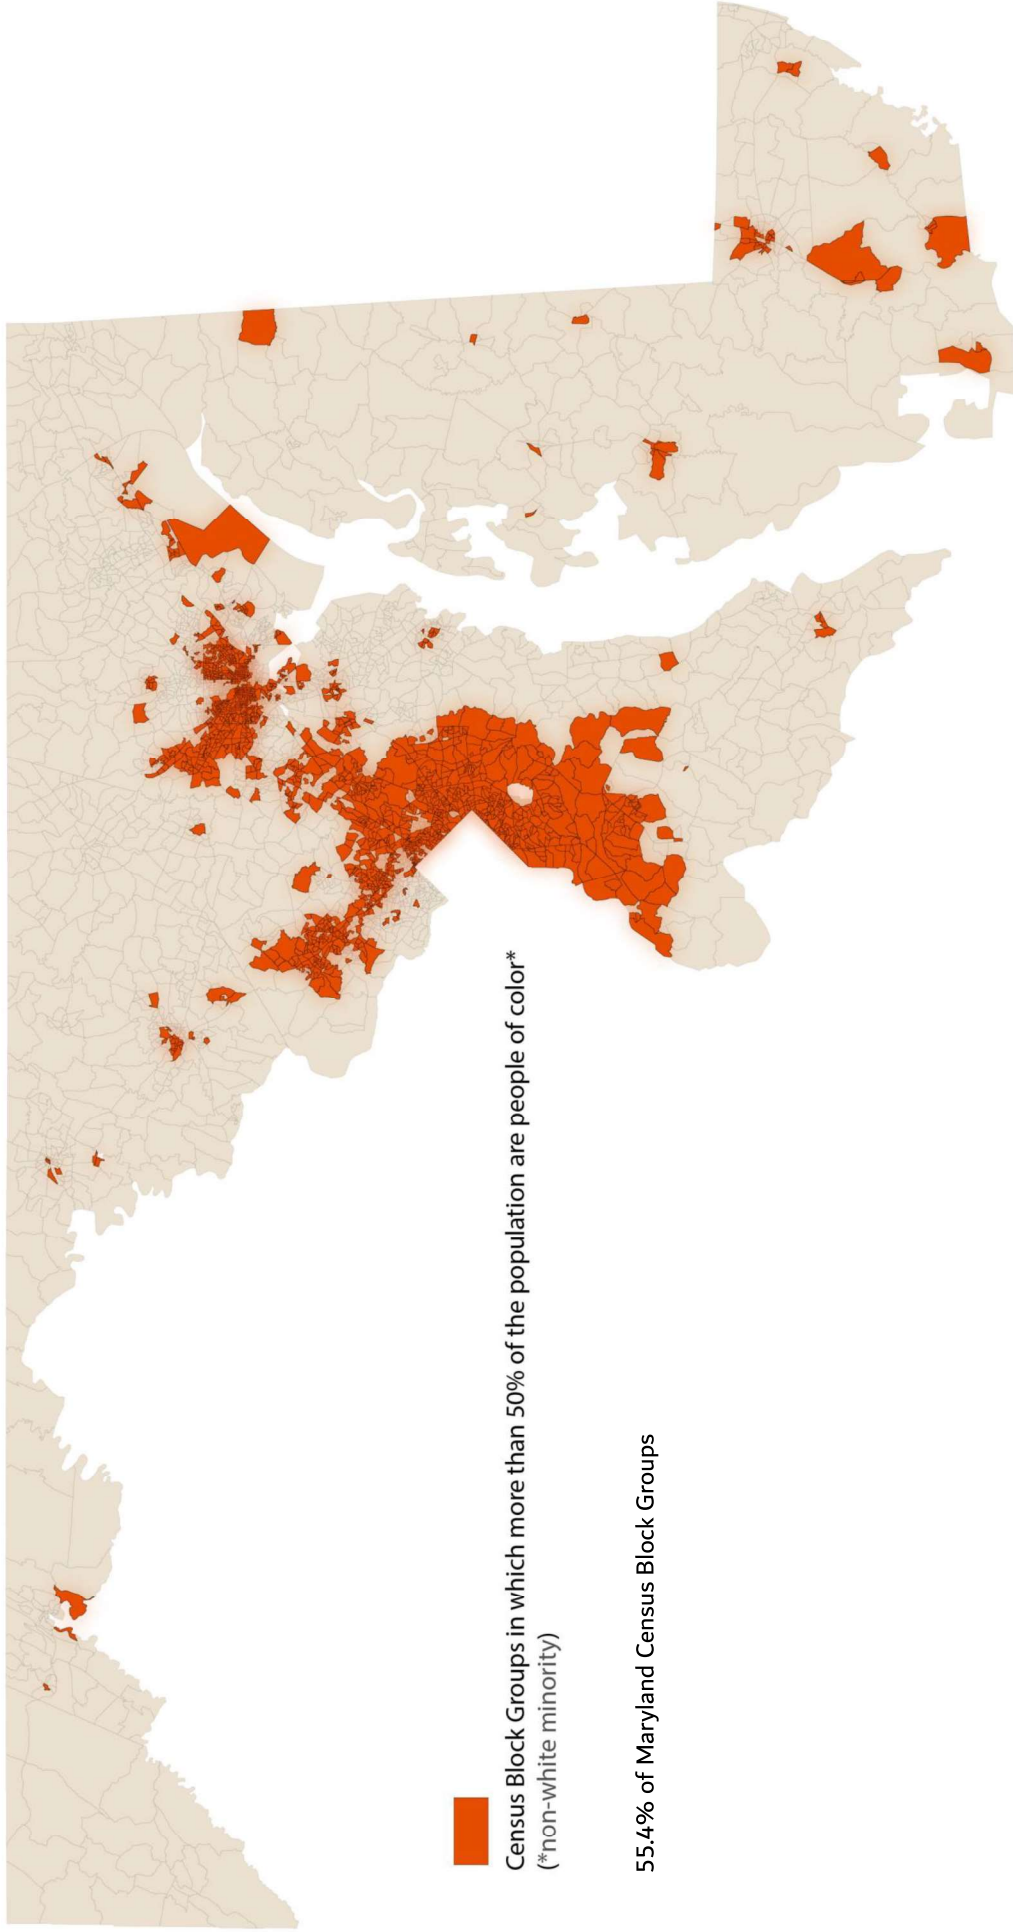 Census Block Groups in which more than 50% of the population are people of color*
(*non-white minority)
55.4% of Maryland Census Block Groups